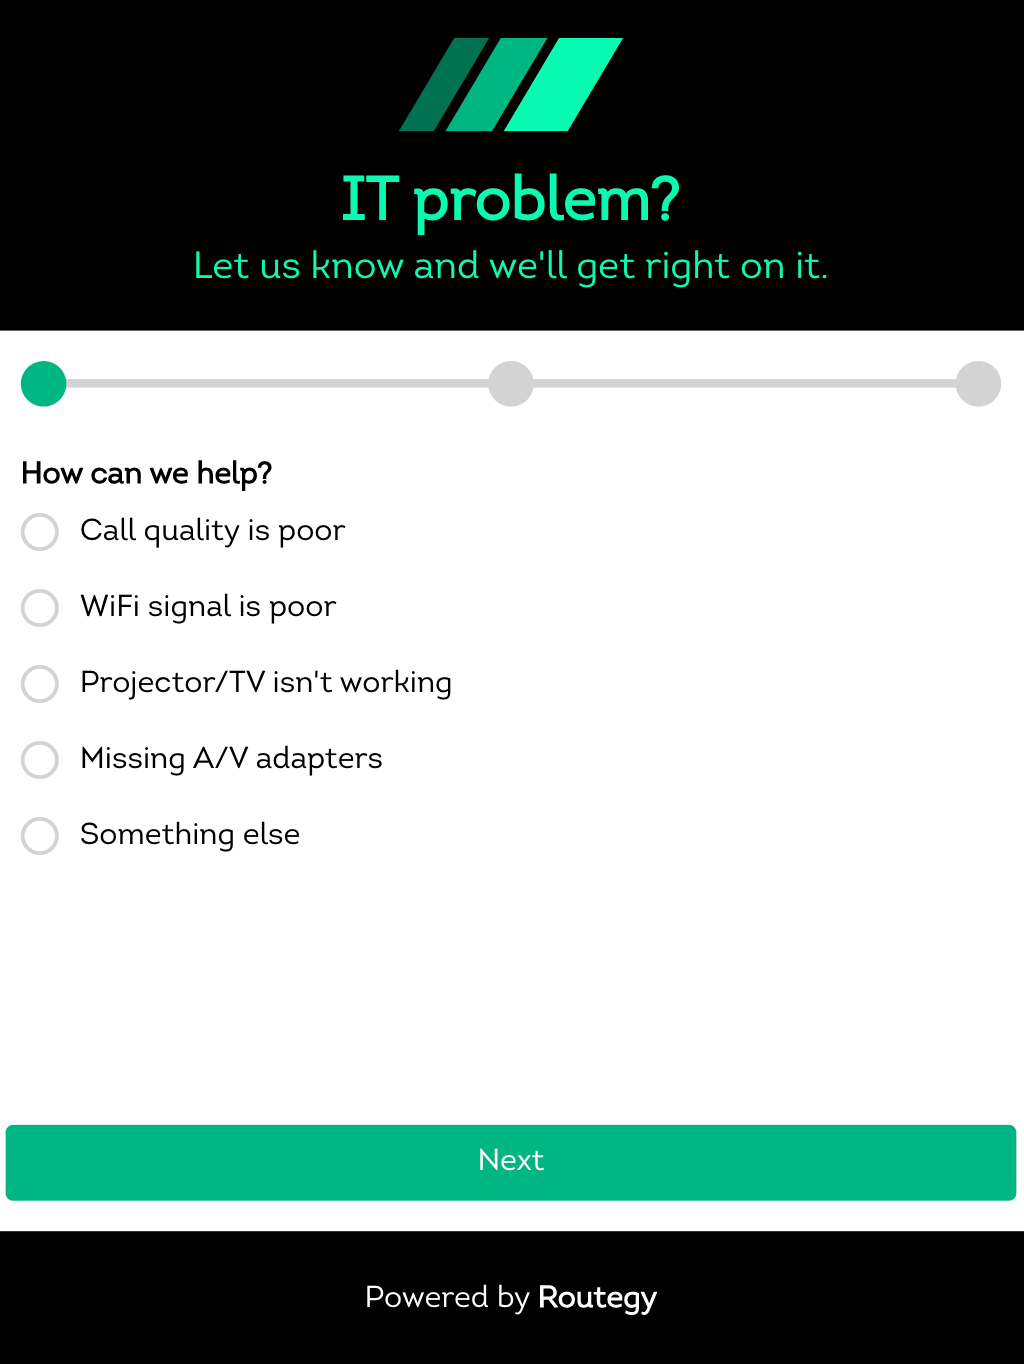 IT problem?
Let us know and we'll get right on it.
How can we help?
Call quality is poor
WiFi signal is poor
Projector/TV isn't working
Missing A/V adapters
Something else
Next
Powered by Routegy